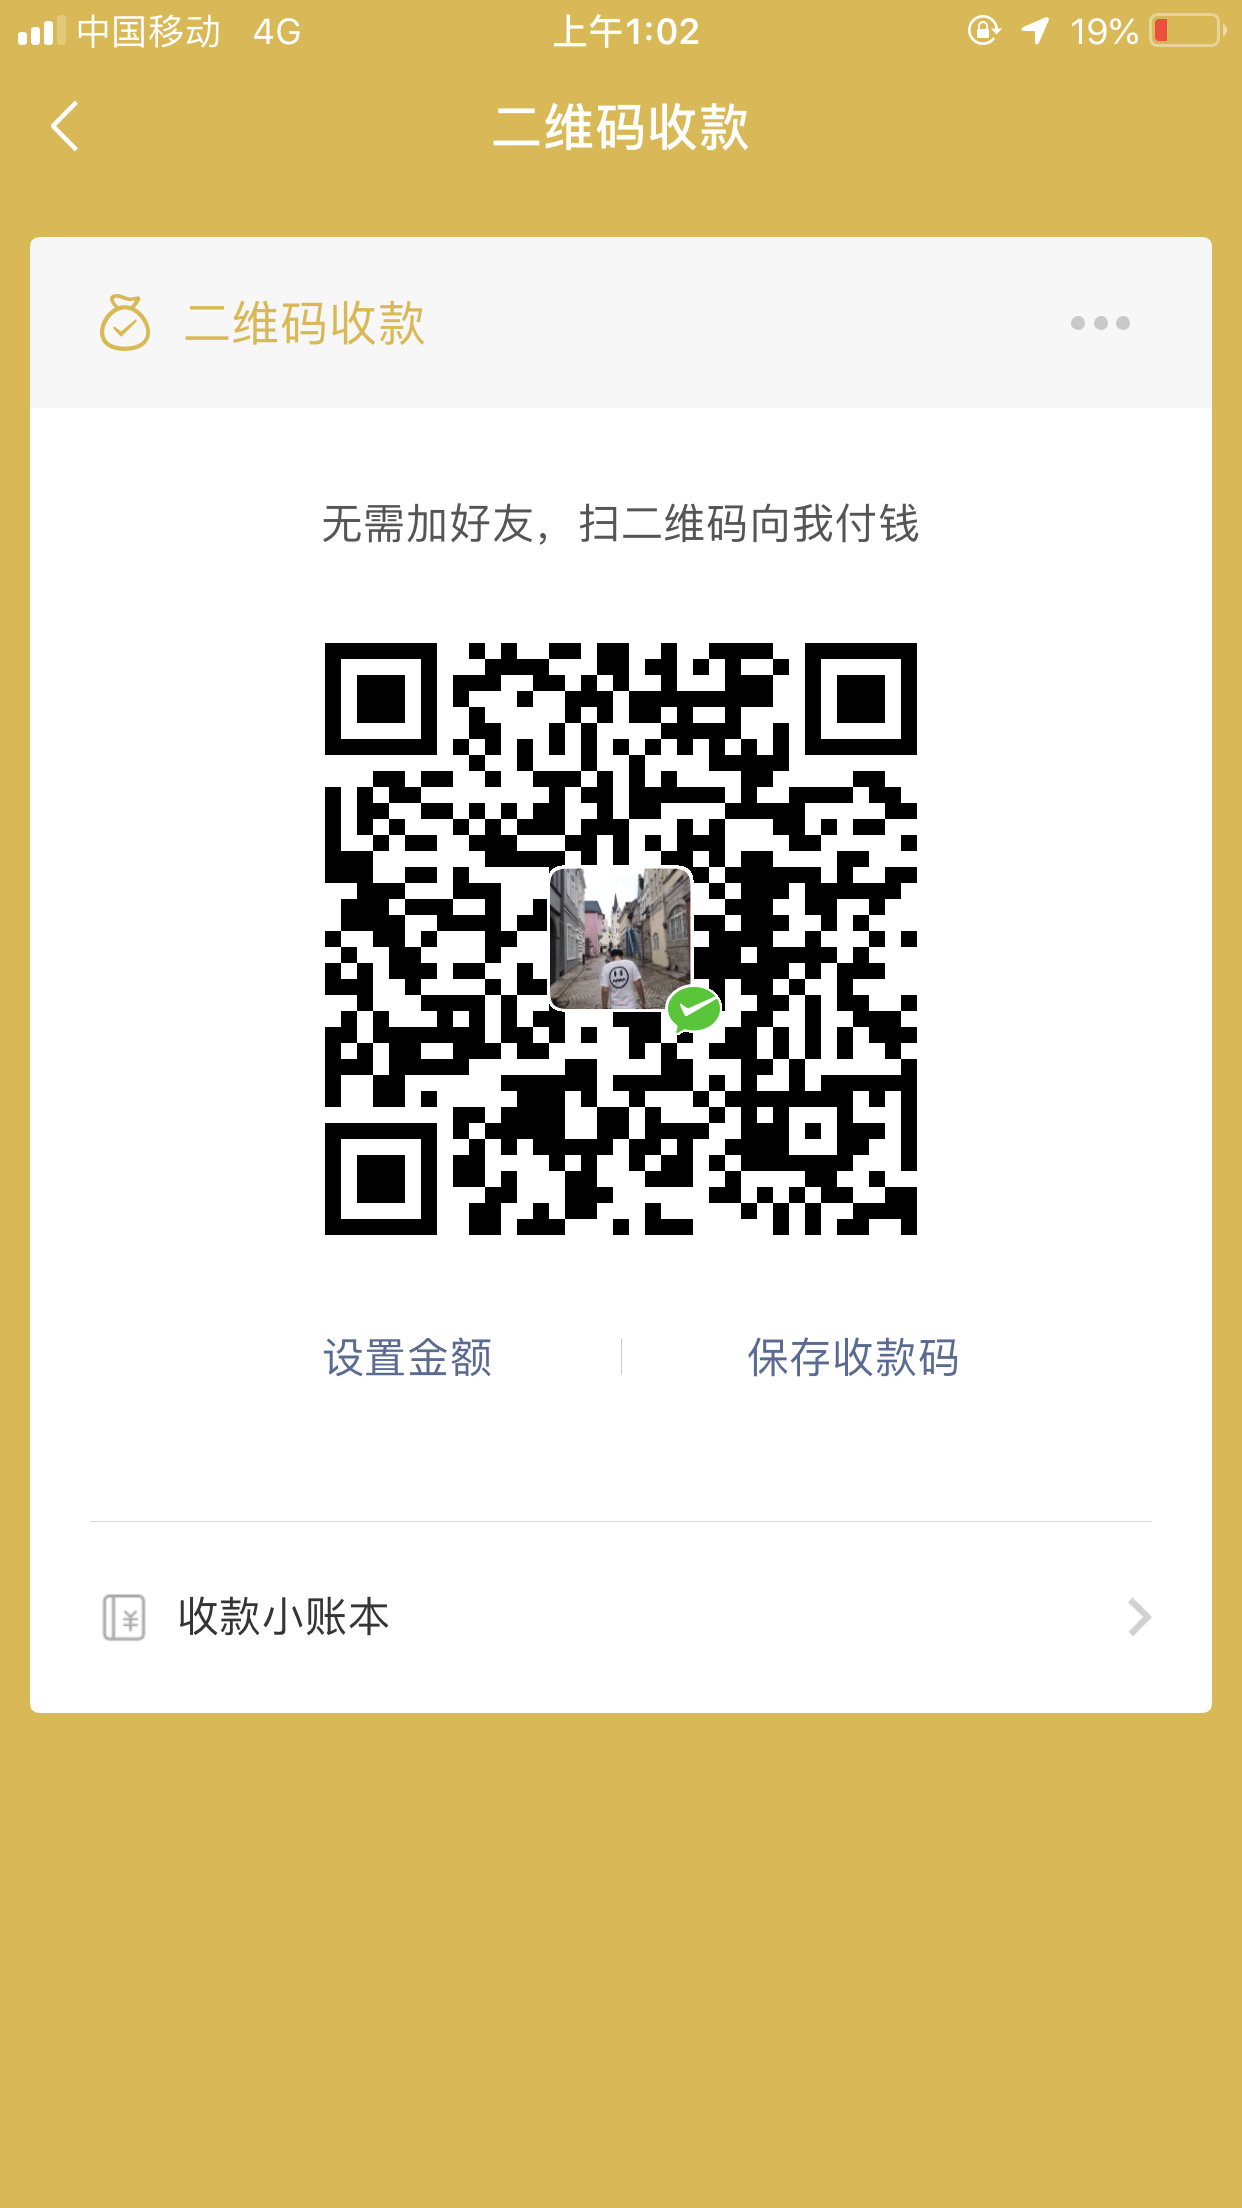 中国移动 4G 上午1:02 19%
二维码收款
二维码收款
无需加好友，扫二维码向我付钱
设置金额 保存收款码
收款小账本